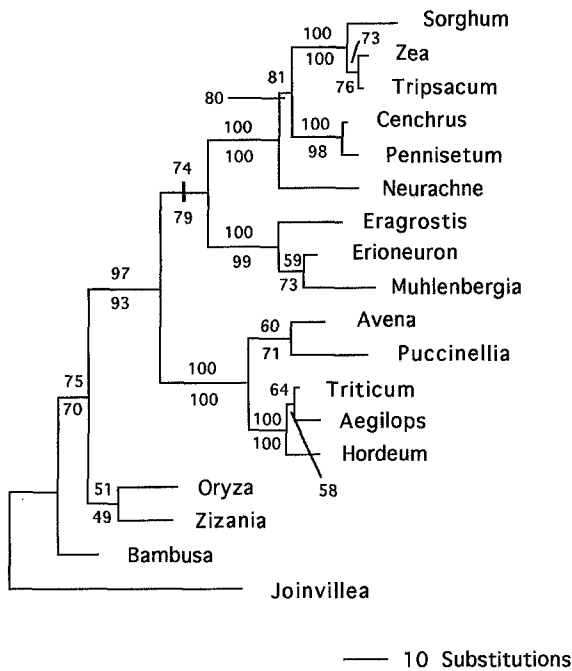 Sorghum
100 73
Zea
100
81 76 Tripsacum
80 100 Cenchrus
100 98 Pennisetum
74 100 Neurachne
79 100 Eragrostis
59 Erioneuron
99 73
97 Muhlenbergia
93 60 Avena
71 Puccinellia
75 100 64 Triticum
70 100 100 Aegilops
100 Hordeum
51 Oryza 58
49 Zizania
Bambusa
Joinvillea
10 Substitutions